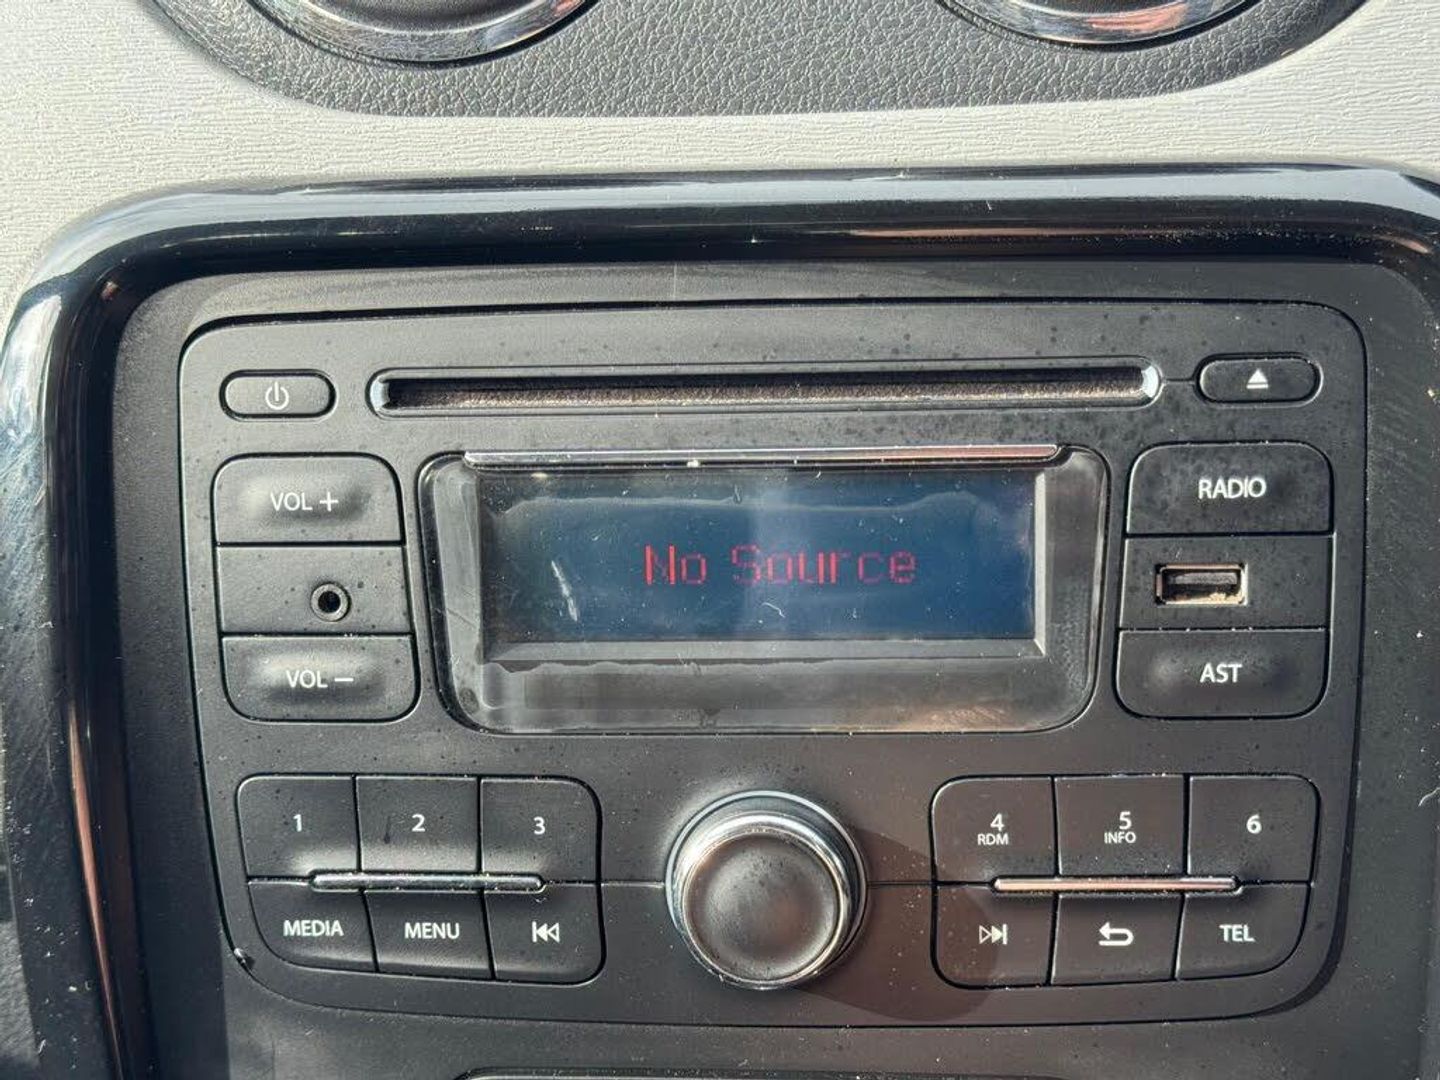 VOL +
RADIO
No Source
VOL −
AST
1
2
3
4
RDM
5
INFO
6
MEDIA
MENU
TEL